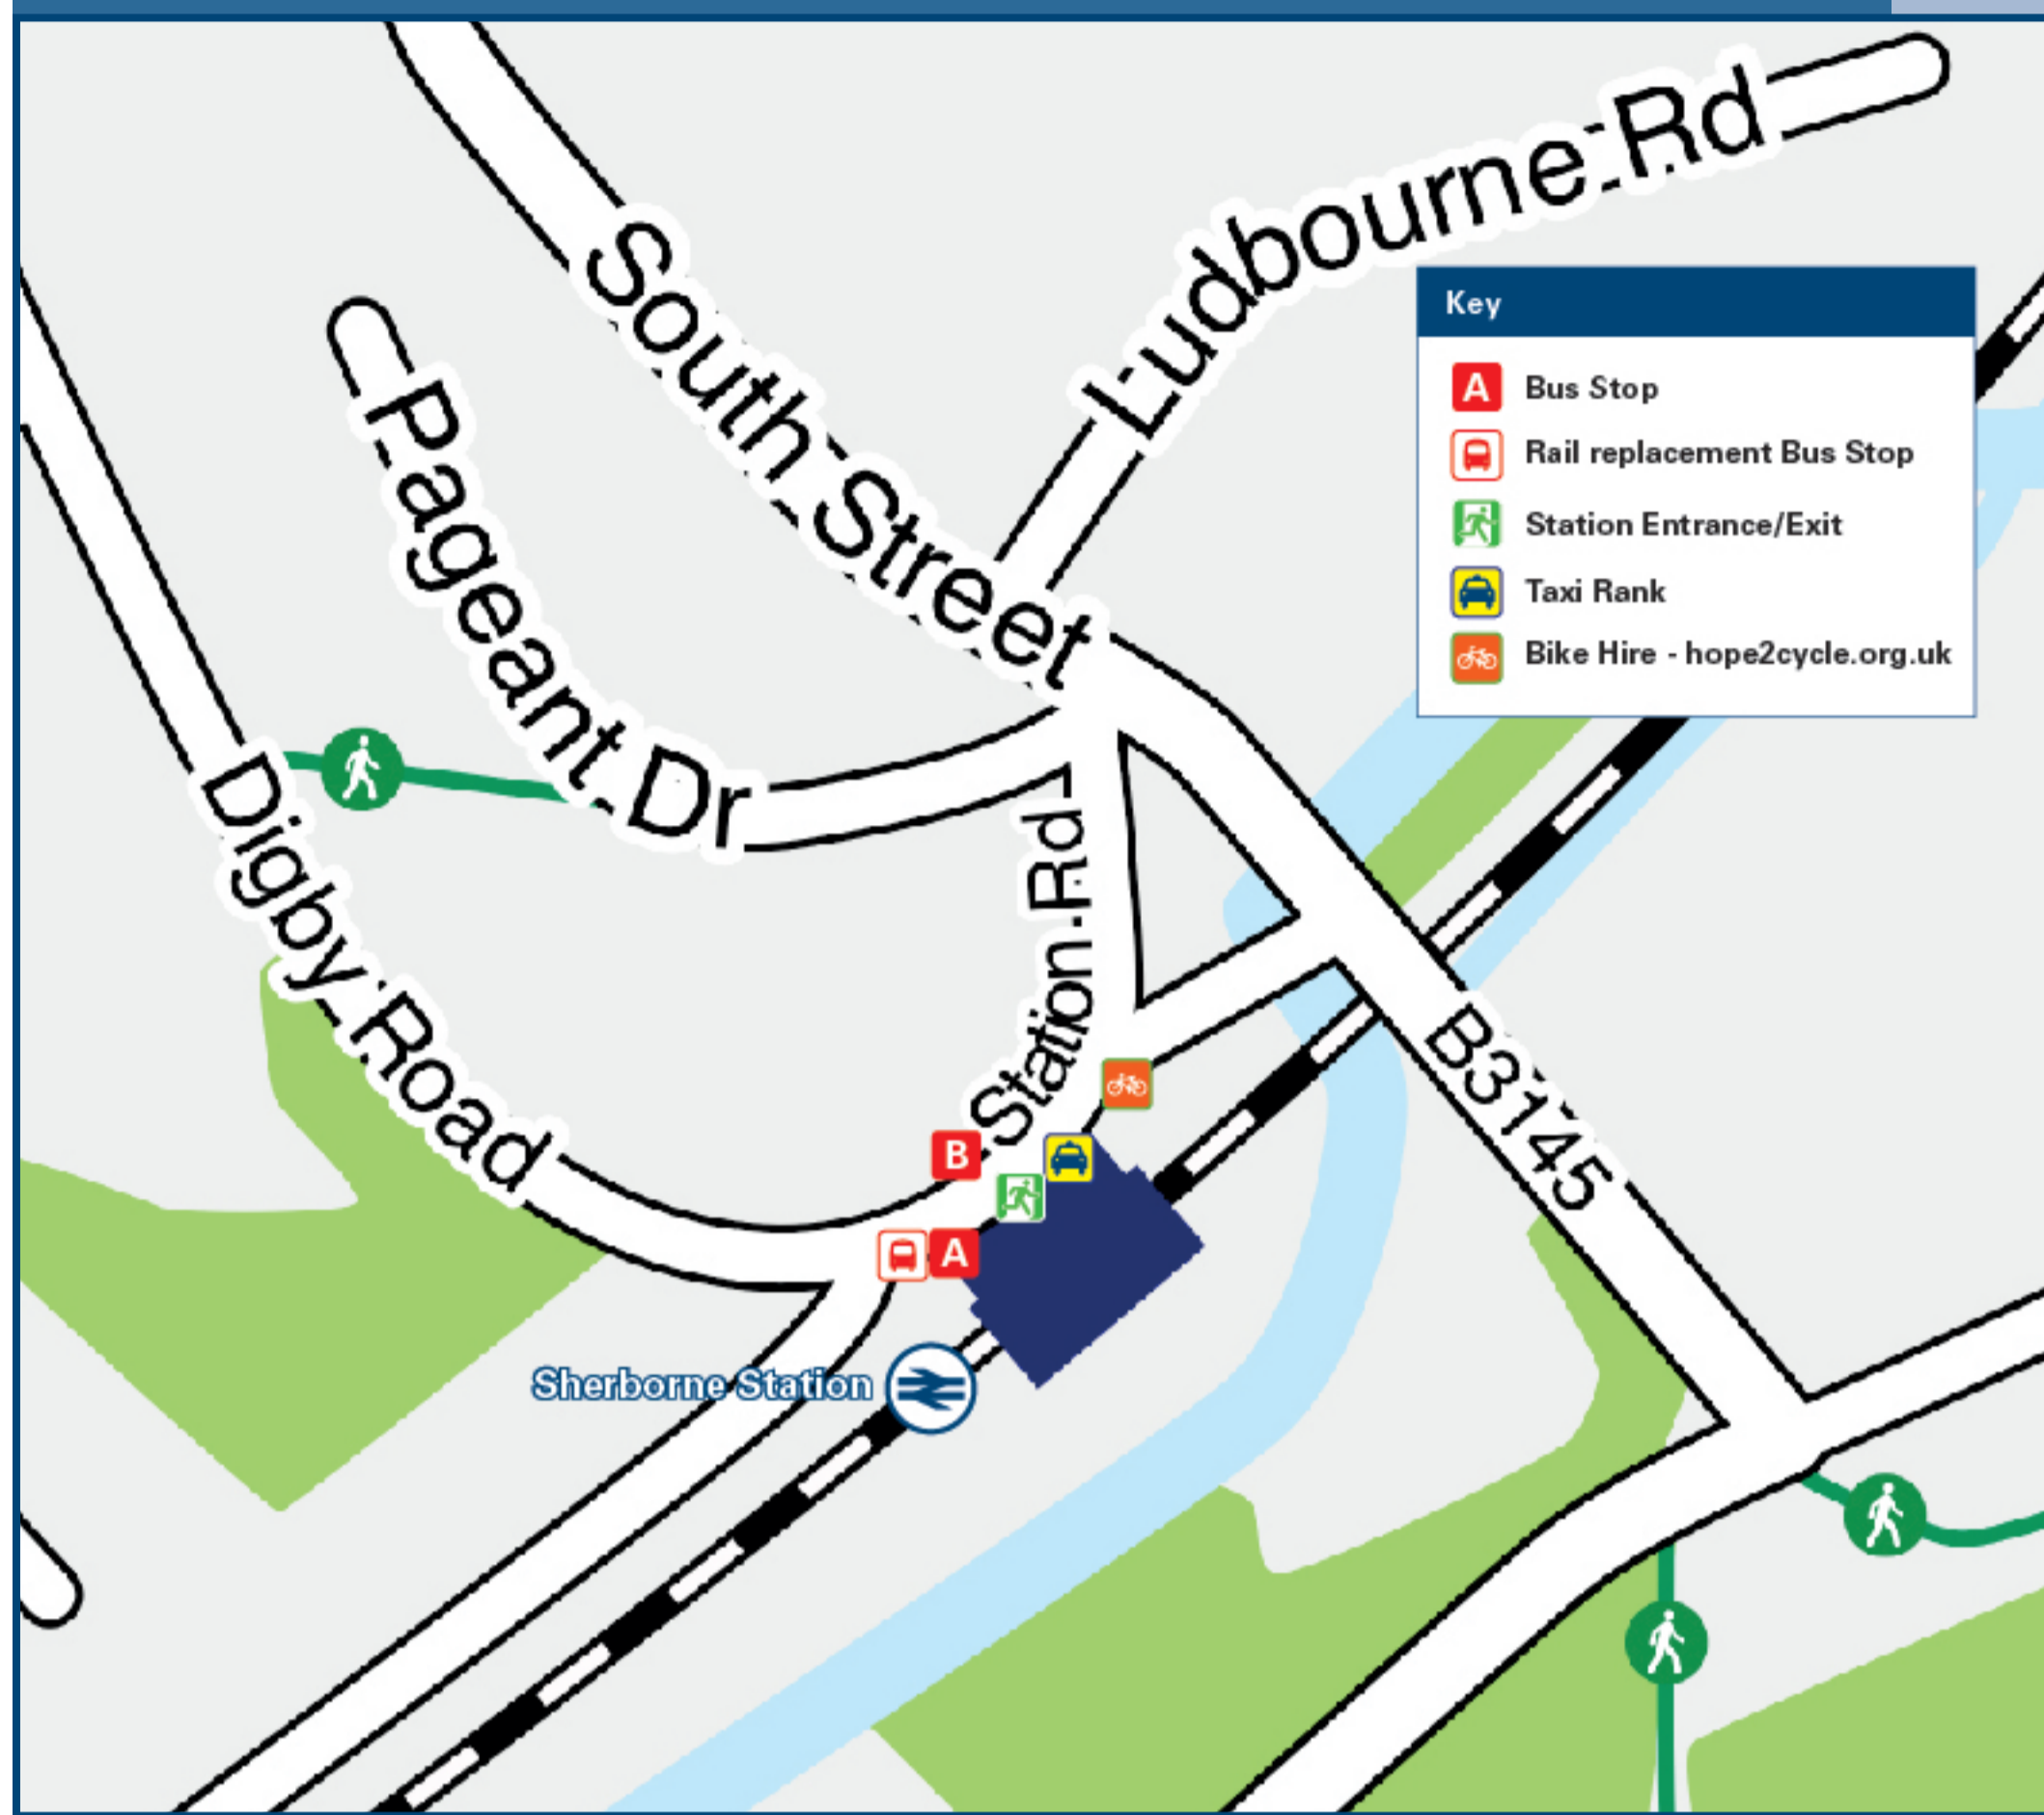 Ludbourne Rd
South Street
Key
A Bus Stop
Rail replacement Bus Stop
Station Entrance/Exit
Taxi Rank
Bike Hire - hope2cycle.org.uk
Pageant Dr
Digby Road
Station Rd
B3145
B
A
Sherborne Station